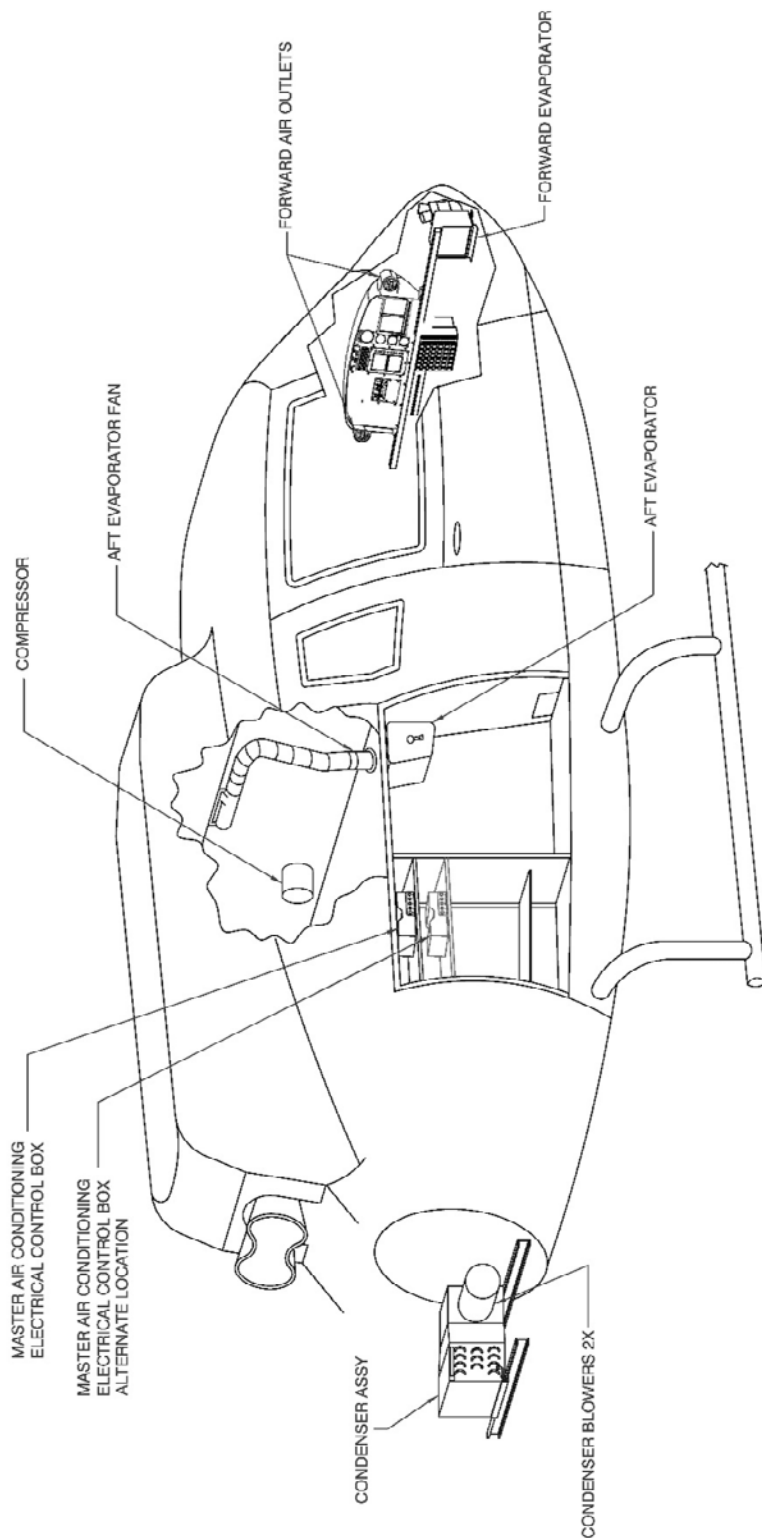 MASTER AIR CONDITIONING
ELECTRICAL CONTROL BOX
MASTER AIR CONDITIONING
ELECTRICAL CONTROL BOX
ALTERNATE LOCATION
COMPRESSOR
AFT EVAPORATOR FAN
FORWARD AIR OUTLETS
CONDENSER ASSY
CONDENSER BLOWERS 2X
AFT EVAPORATOR
FORWARD EVAPORATOR